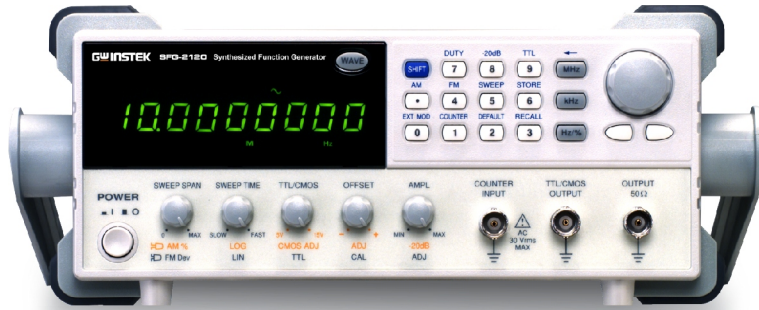 GW INSTEK SFG-2120 Synthesized Function Generator
WAVE
10.0000000
M Hz
DUTY -20dB TTL
SHIFT 7 8 9 MHz
AM FM SWEEP STORE
• 4 5 6 kHz
EXT MOD COUNTER DEFAULT RECALL
0 1 2 3 Hz/%
POWER
SWEEP SPAN SWEEP TIME TTL/CMOS OFFSET AMPL
0 MAX SLOW FAST 5V 15V - + MIN MAX
AM % LOG CMOS ADJ ADJ -20dB
FM Dev LIN TTL CAL ADJ
COUNTER INPUT
TTL/CMOS OUTPUT
OUTPUT 50Ω
AC
30 Vrms
MAX